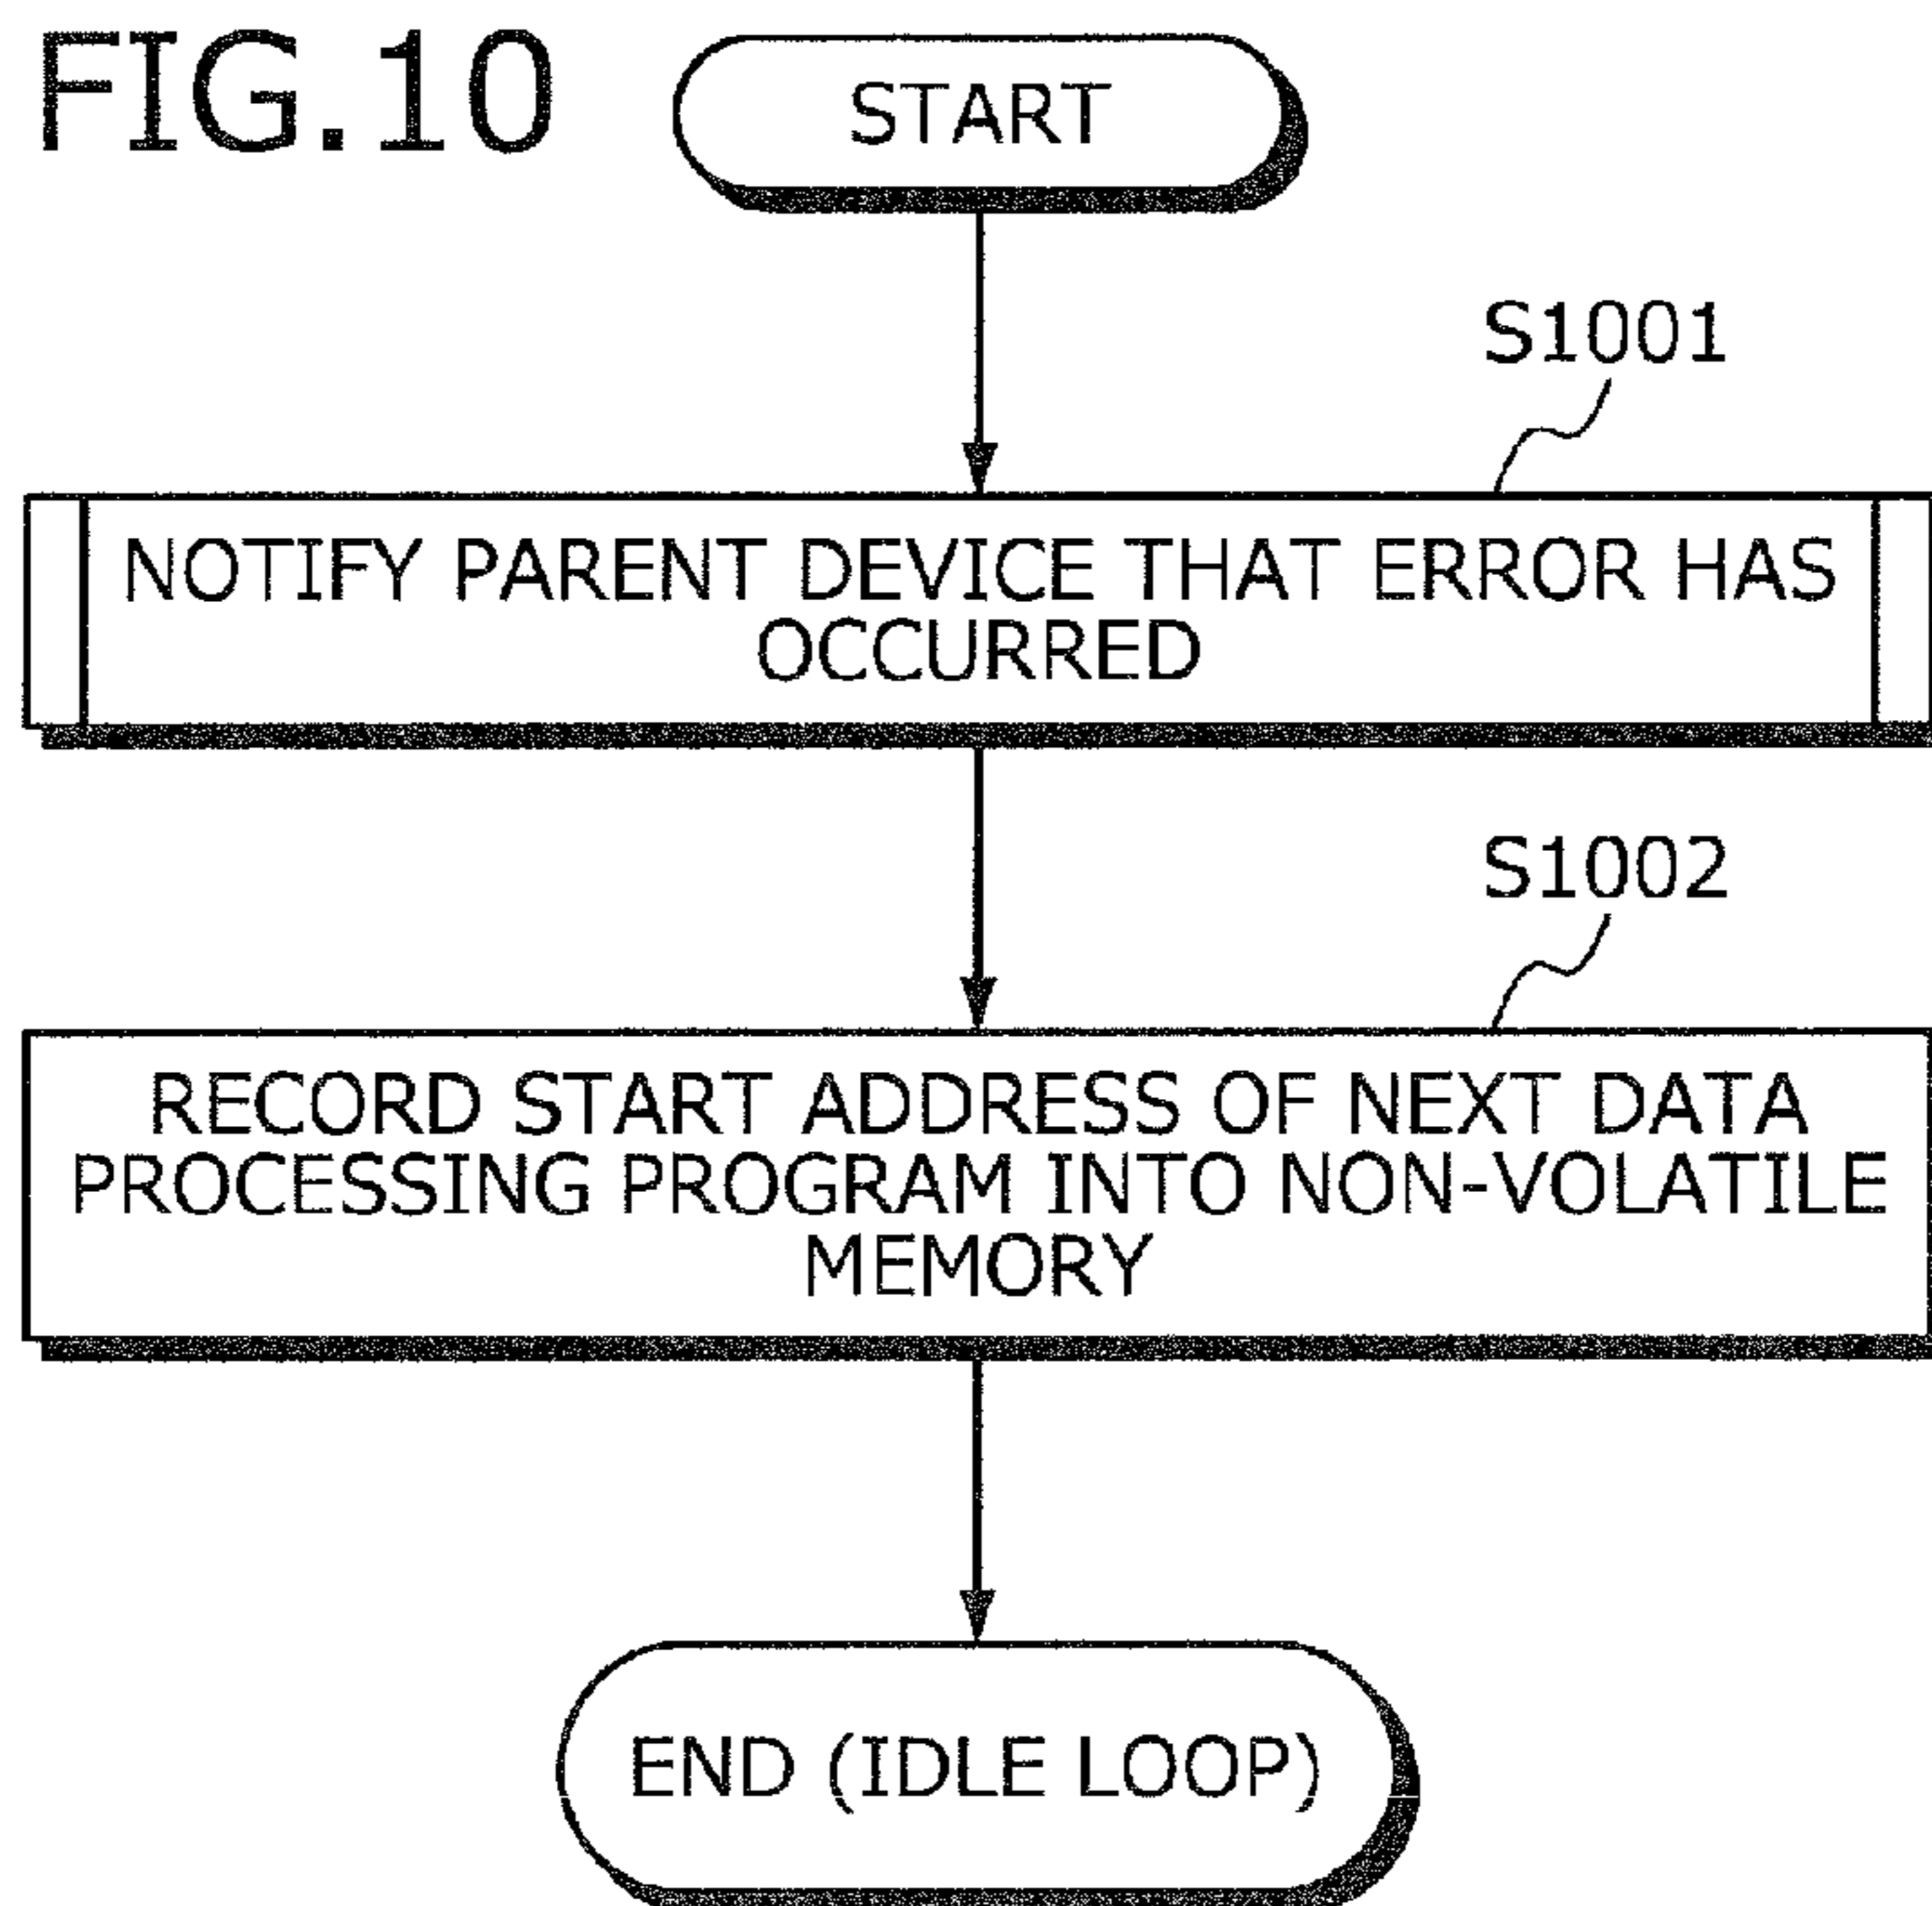 FIG.10
START
S1001
NOTIFY PARENT DEVICE THAT ERROR HAS
OCCURRED
S1002
RECORD START ADDRESS OF NEXT DATA
PROCESSING PROGRAM INTO NON-VOLATILE
MEMORY
END (IDLE LOOP)